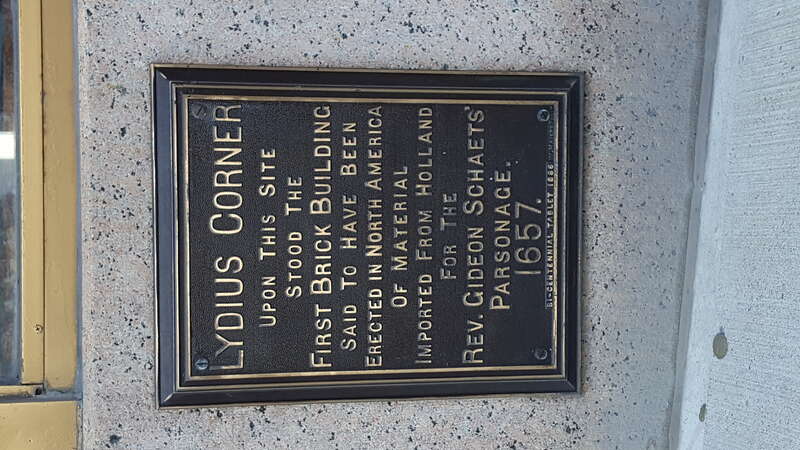 LYDIUS CORNER
UPON THIS SITE
STOOD THE
FIRST BRICK BUILDING
SAID TO HAVE BEEN
ERECTED IN NORTH AMERICA
OF MATERIAL
IMPORTED FROM HOLLAND
FOR THE
REV. GIDEON SCHAETS'
PARSONAGE.
1657.
BI-CENTENNIAL TABLET 1886